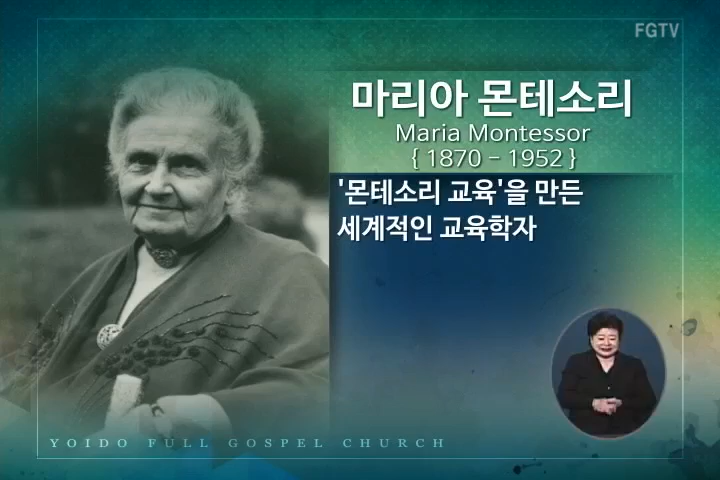 FGTV
마리아 몬테소리
Maria Montessor
{ 1870 - 1952 }
'몬테소리 교육'을 만든
세계적인 교육학자
YOIDO FULL GOSPEL CHURCH